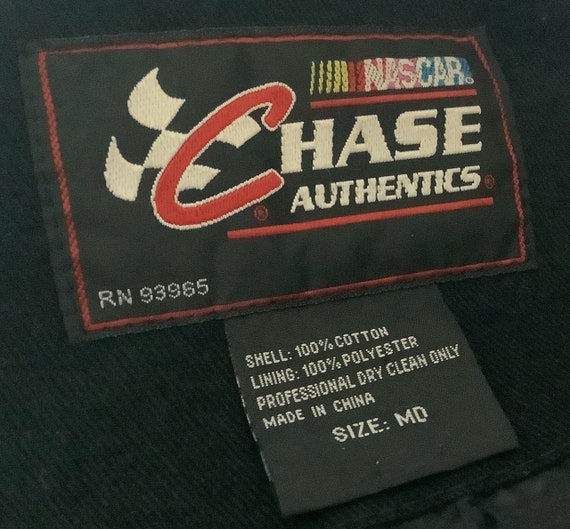 NASCAR®
CHASE
AUTHENTICS®
®
RN 93965
SHELL: 100% COTTON
LINING: 100% POLYESTER
PROFESSIONAL DRY CLEAN ONLY
MADE IN CHINA
SIZE: MD